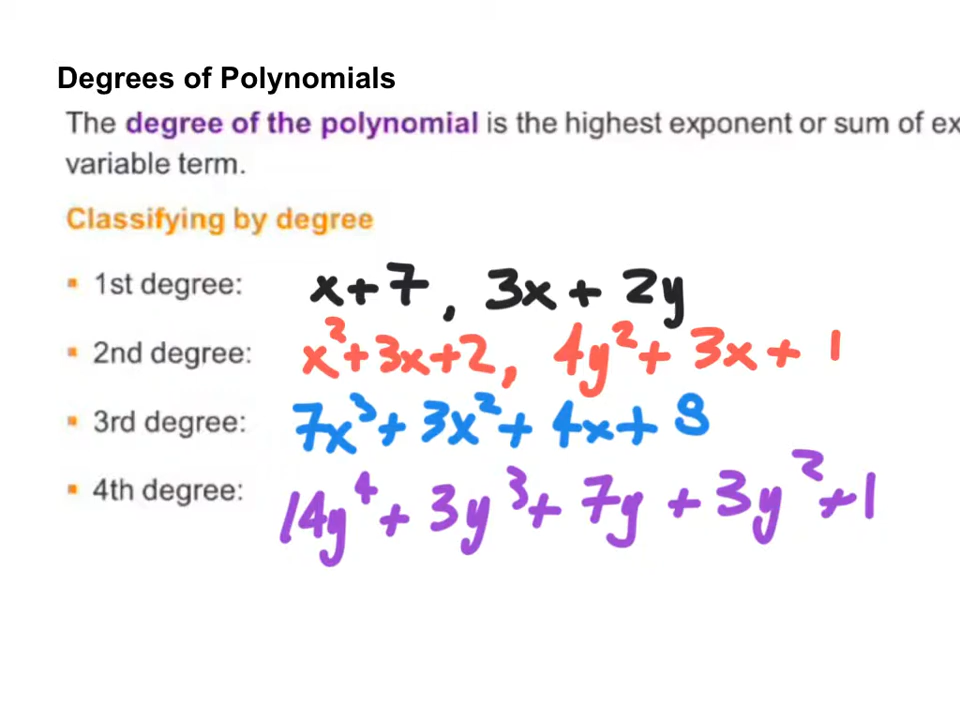 Degrees of Polynomials
The degree of the polynomial is the highest exponent or sum of ex
variable term.
Classifying by degree
▪ 1st degree: x+7, 3x + 2y
▪ 2nd degree: x²+3x+2, 4y²+ 3x + 1
▪ 3rd degree: 7x³+ 3x²+ 4x+ 8
▪ 4th degree: 14y⁴+ 3y³+ 7y + 3y²+1